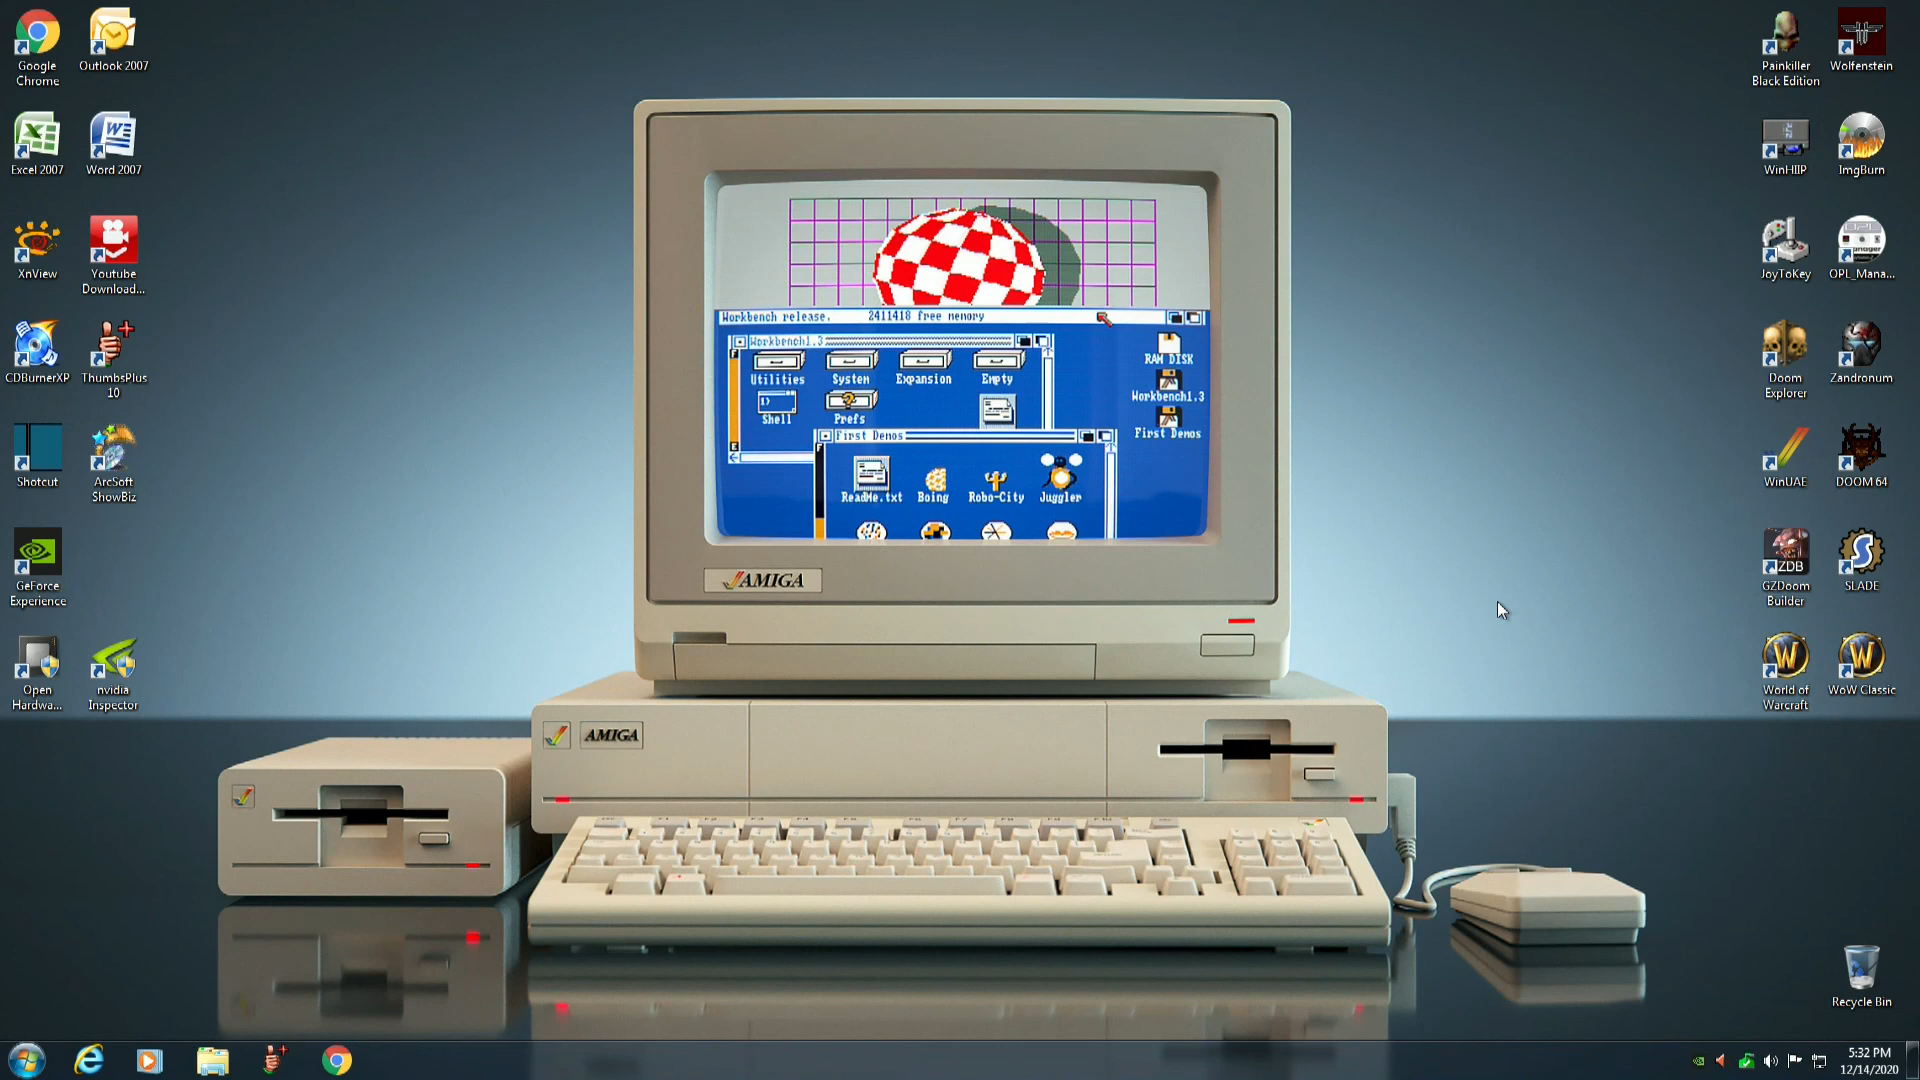 Google
Chrome
Outlook 2007
Excel 2007
Word 2007
XnView
Youtube
Download...
CDBurnerXP
ThumbsPlus
10
Shotcut
ArcSoft
ShowBiz
GeForce
Experience
Open
Hardwa...
nvidia
Inspector
Workbench release.    2411418 free memory
Workbench1.3
Utilities
System
Expansion
Empty
Shell
Prefs
RAM DISK
Workbench1.3
First Demos
First Demos
ReadMe.txt
Boing
Robo-City
Juggler
AMIGA
AMIGA
Painkiller
Black Edition
Wolfenstein
WinHIIP
ImgBurn
JoyToKey
OPL_Mana...
Doom
Explorer
Zandronum
WinUAE
DOOM 64
ZDB
GZDoom
Builder
SLADE
World of
Warcraft
WoW Classic
Recycle Bin
5:32 PM
12/14/2020